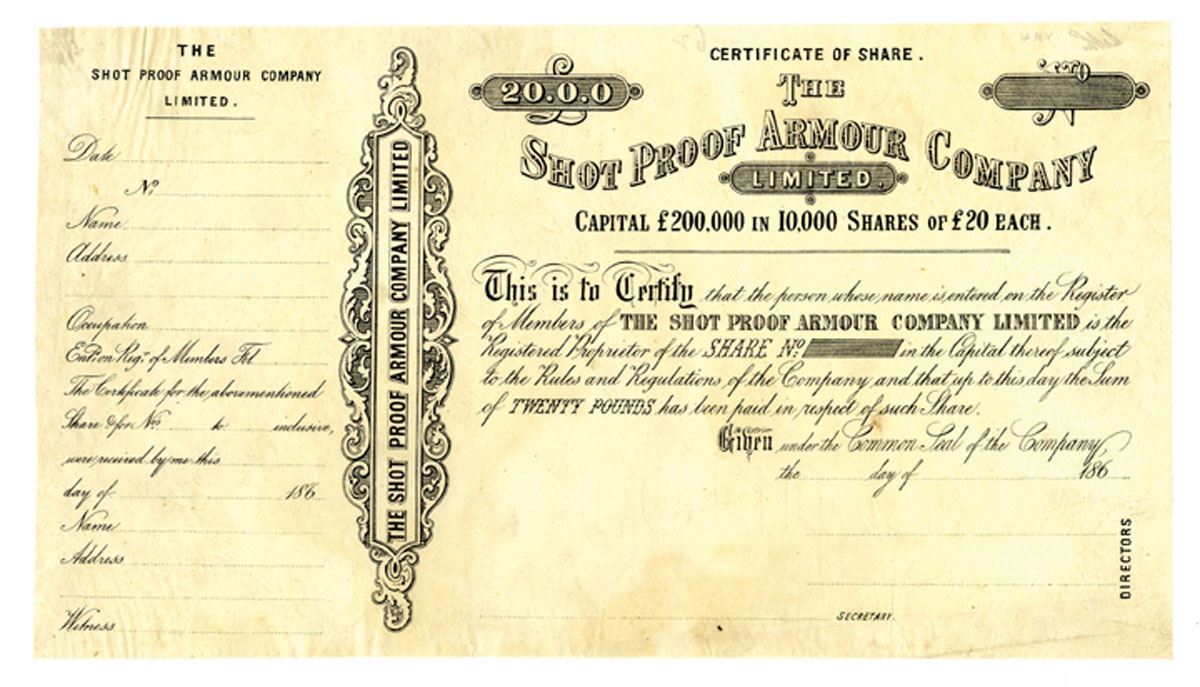 THE
SHOT PROOF ARMOUR COMPANY
LIMITED.
Date
No
Name
Address
Occupation
Ent'd on Reg.r of Members Fol
The Certificate for the abovementioned
Share &c for Nos to inclusive,
were received by me this
day of 186
Name
Address
Witness
THE SHOT PROOF ARMOUR COMPANY LIMITED
CERTIFICATE OF SHARE.
20.0.0
No
THE
SHOT PROOF ARMOUR COMPANY
LIMITED.
CAPITAL £200,000 IN 10,000 SHARES OF £20 EACH.
This is to Certify that the person whose name is entered on the Register
of Members of THE SHOT PROOF ARMOUR COMPANY LIMITED is the
Registered Proprietor of the SHARE No in the Capital thereof subject
to the Rules and Regulations of the Company and that up to this day the Sum
of TWENTY POUNDS has been paid in respect of such Share.
Given under the Common Seal of the Company,
the day of 186
DIRECTORS
SECRETARY.